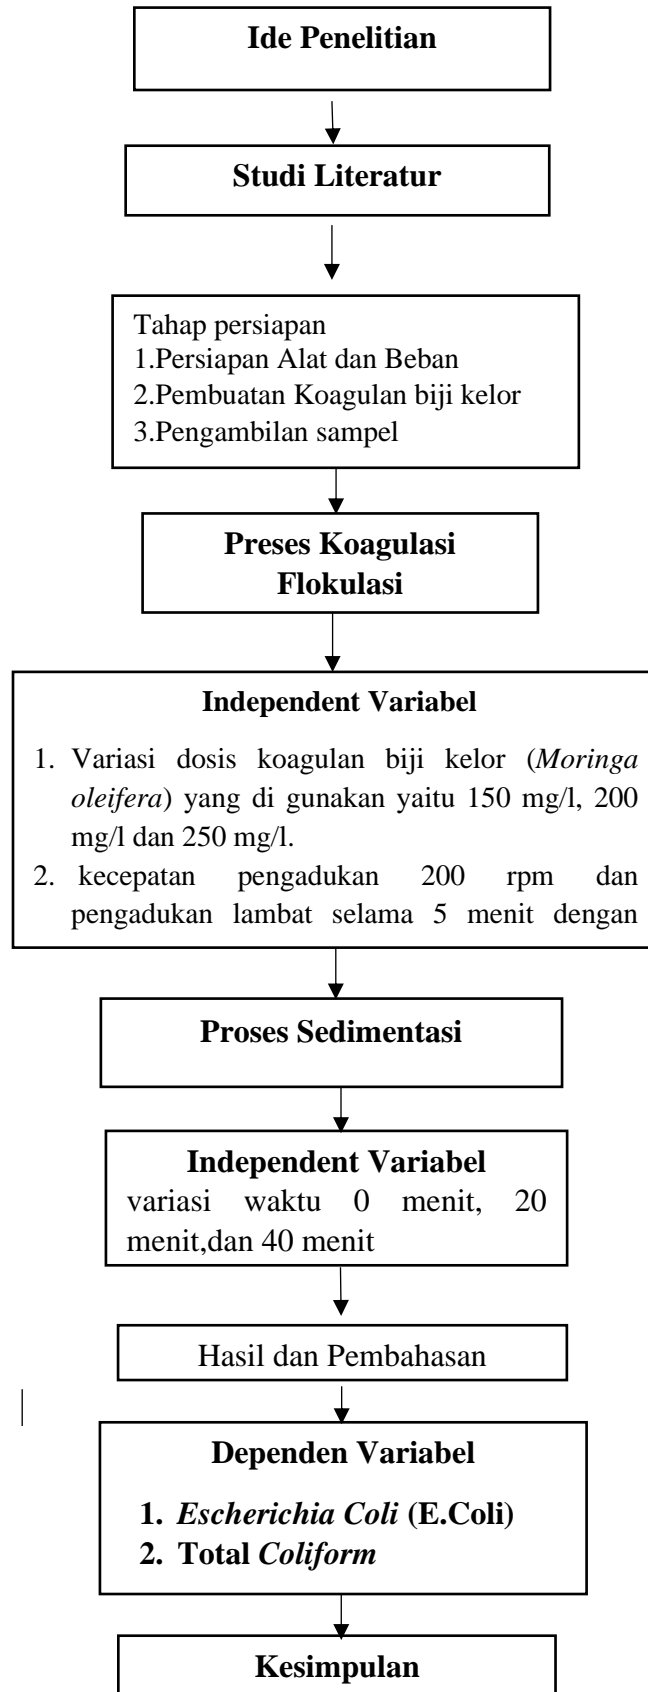 Ide Penelitian
Studi Literatur
Tahap persiapan
1.Persiapan Alat dan Beban
2.Pembuatan Koagulan biji kelor
3.Pengambilan sampel
Preses Koagulasi
Flokulasi
Independent Variabel
1. Variasi dosis koagulan biji kelor (Moringa
oleifera) yang di gunakan yaitu 150 mg/l, 200
mg/l dan 250 mg/l.
2. kecepatan pengadukan 200 rpm dan
pengadukan lambat selama 5 menit dengan
Proses Sedimentasi
Independent Variabel
variasi waktu 0 menit, 20
menit,dan 40 menit
Hasil dan Pembahasan
Dependen Variabel
1. Escherichia Coli (E.Coli)
2. Total Coliform
Kesimpulan